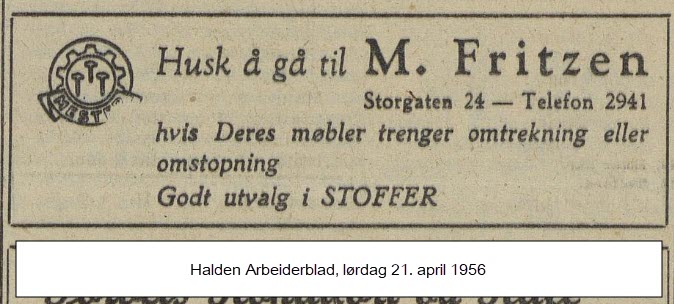 Husk å gå til M. Fritzen
Storgaten 24 — Telefon 2941
hvis Deres møbler trenger omtrekning eller
omstopning
Godt utvalg i STOFFER
MESTER
Halden Arbeiderblad, lørdag 21. april 1956